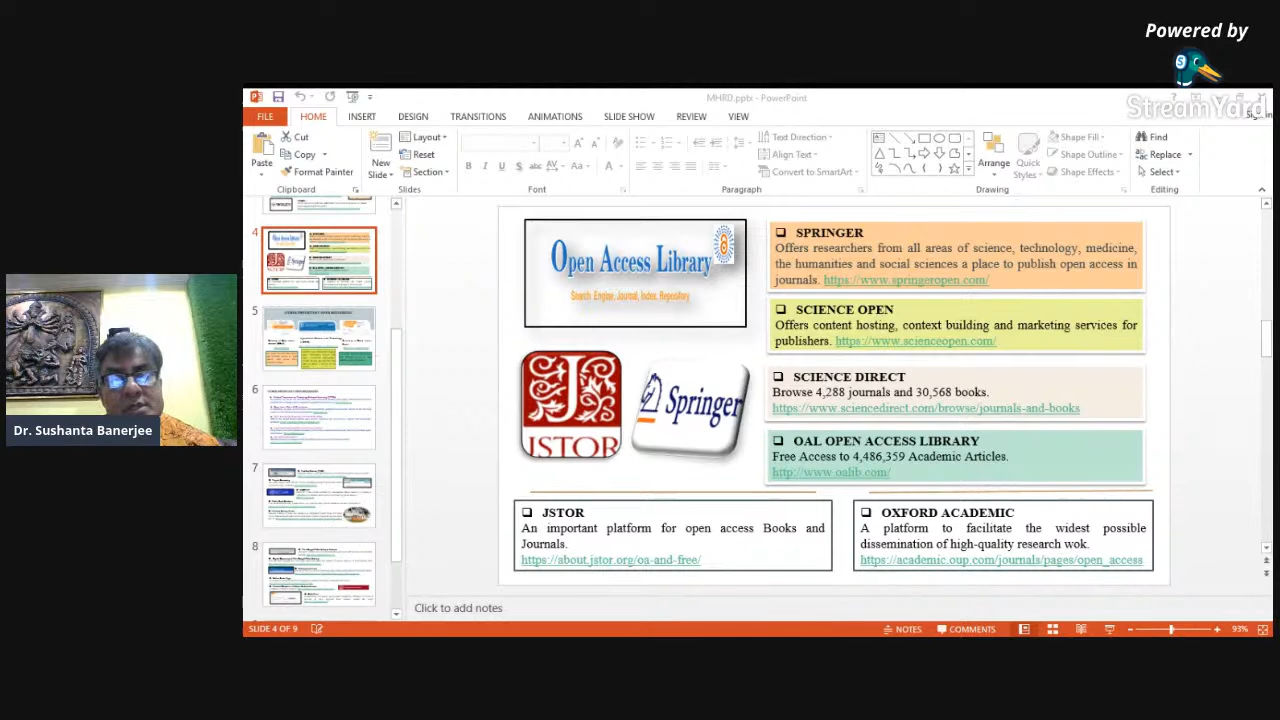 Powered by
StreamYard
MHRD.pptx - PowerPoint
FILE HOME INSERT DESIGN TRANSITIONS ANIMATIONS SLIDE SHOW REVIEW VIEW
Paste
Cut
Copy
Format Painter
Clipboard
New
Slide
Layout
Reset
Section
Slides
B I U S abc AV Aa A
Font
Text Direction
Align Text
Convert to SmartArt
Paragraph
Arrange
Quick
Styles
Shape Fill
Shape Outline
Shape Effects
Drawing
Find
Replace
Select
Editing
4
5
6
7
8
Open Access Library
Search Engine, Journal, Index, Repository
JSTOR
Spring
SPRINGER
Offers researchers from all areas of science, technology, medicine,
the humanities and social sciences a place to publish open access in
journals. https://www.springeropen.com/
SCIENCE OPEN
Offers content hosting, context building and marketing services for
publishers. https://www.scienceopen.com/
SCIENCE DIRECT
Browse 4,288 journals and 30,568 books.
www.sciencedirect.com/browse/journals-and-books
OAL OPEN ACCESS LIBRARY
Free Access to 4,486,359 Academic Articles.
http://www.oalib.com/
JSTOR
An important platform for open access Books and
Journals.
https://about.jstor.org/oa-and-free/
OXFORD ACADEMIC
A platform to facilitate the widest possible
dissemination of high-quality research wok.
https://academic.oup.com/journals/pages/open_access
Dr. Sushanta Banerjee
Click to add notes
SLIDE 4 OF 9
NOTES
COMMENTS
93%